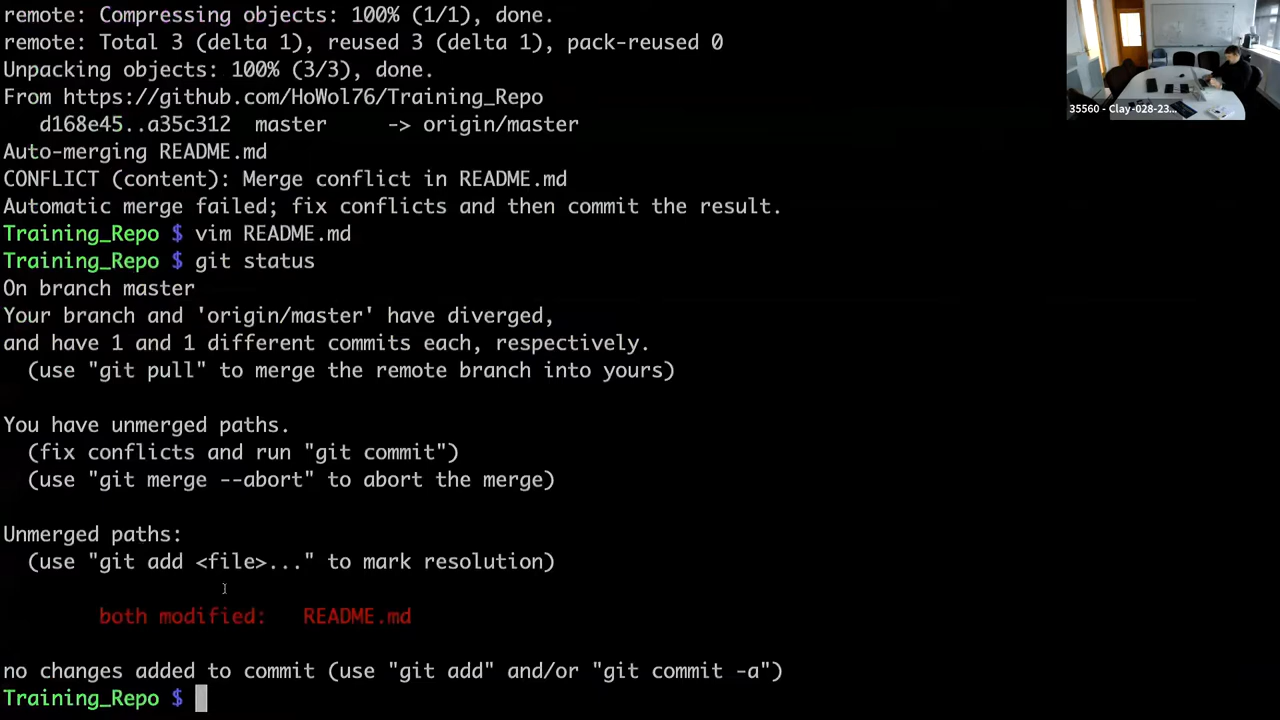 remote: Compressing objects: 100% (1/1), done.
remote: Total 3 (delta 1), reused 3 (delta 1), pack-reused 0
Unpacking objects: 100% (3/3), done.
From https://github.com/HoWol76/Training_Repo
   d168e45..a35c312  master     -> origin/master
Auto-merging README.md
CONFLICT (content): Merge conflict in README.md
Automatic merge failed; fix conflicts and then commit the result.
Training_Repo $ vim README.md
Training_Repo $ git status
On branch master
Your branch and 'origin/master' have diverged,
and have 1 and 1 different commits each, respectively.
  (use "git pull" to merge the remote branch into yours)
You have unmerged paths.
  (fix conflicts and run "git commit")
  (use "git merge --abort" to abort the merge)
Unmerged paths:
  (use "git add <file>..." to mark resolution)
        both modified:   README.md
no changes added to commit (use "git add" and/or "git commit -a")
Training_Repo $
35560 - Clay-028-23...